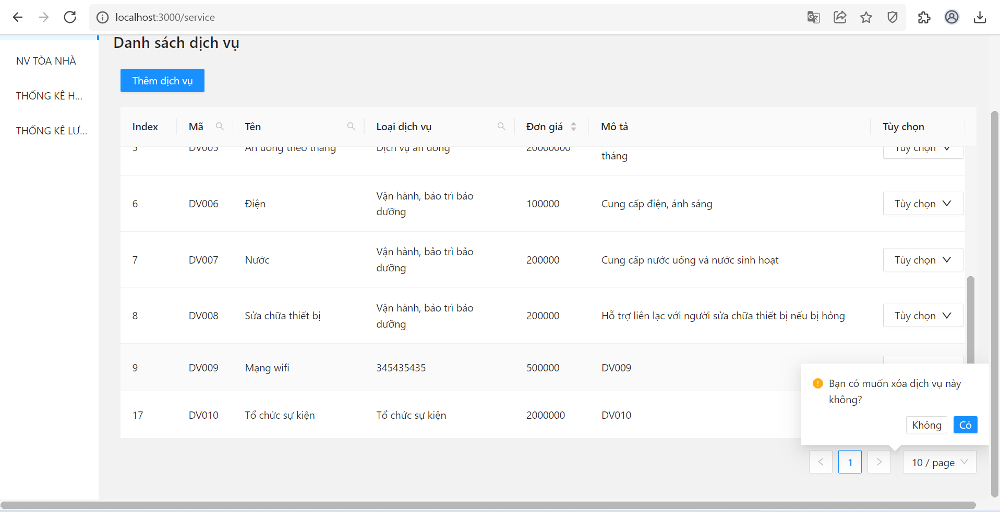 localhost:3000/service
Danh sách dịch vụ
NV TÒA NHÀ
THỐNG KÊ H...
THỐNG KÊ LƯ...
Thêm dịch vụ
Index Mã Tên Loại dịch vụ Đơn giá Mô tả Tùy chọn
5 DV005 Ăn uống theo tháng Dịch vụ ăn uống 20000000 tháng Tùy chọn
6 DV006 Điện Vận hành, bảo trì bảo dưỡng 100000 Cung cấp điện, ánh sáng Tùy chọn
7 DV007 Nước Vận hành, bảo trì bảo dưỡng 200000 Cung cấp nước uống và nước sinh hoạt Tùy chọn
8 DV008 Sửa chữa thiết bị Vận hành, bảo trì bảo dưỡng 200000 Hỗ trợ liên lạc với người sửa chữa thiết bị nếu bị hỏng Tùy chọn
9 DV009 Mạng wifi 345435435 500000 DV009
17 DV010 Tổ chức sự kiện Tổ chức sự kiện 2000000 DV010
Bạn có muốn xóa dịch vụ này
không?
Không Có
1 10 / page